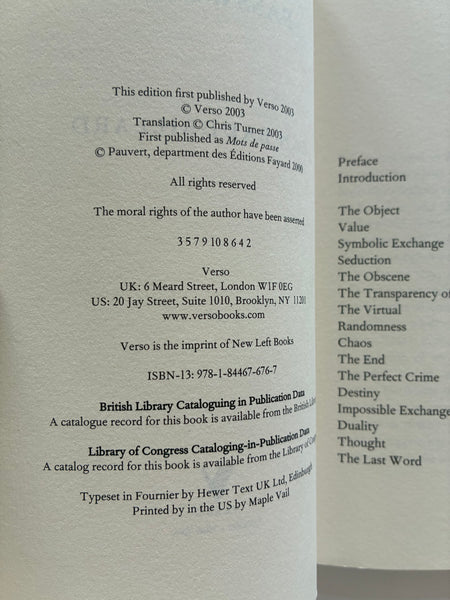 This edition first published by Verso 2003
© Verso 2003
Translation © Chris Turner 2003
First published as Mots de passe
© Pauvert, department des Éditions Fayard 2000
All rights reserved
The moral rights of the author have been asserted
3 5 7 9 10 8 6 4 2
Verso
UK: 6 Meard Street, London W1F 0EG
US: 20 Jay Street, Suite 1010, Brooklyn, NY 11201
www.versobooks.com
Verso is the imprint of New Left Books
ISBN-13: 978-1-84467-676-7
British Library Cataloguing in Publication Data
A catalogue record for this book is available from the British
Library of Congress Cataloging-in-Publication Data
A catalog record for this book is available from the Library of
Typeset in Fournier by Hewer Text UK Ltd, Edinburgh
Printed by in the US by Maple Vail
Preface
Introduction
The Object
Value
Symbolic Exchange
Seduction
The Obscene
The Transparency of
The Virtual
Randomness
Chaos
The End
The Perfect Crime
Destiny
Impossible Exchange
Duality
Thought
The Last Word